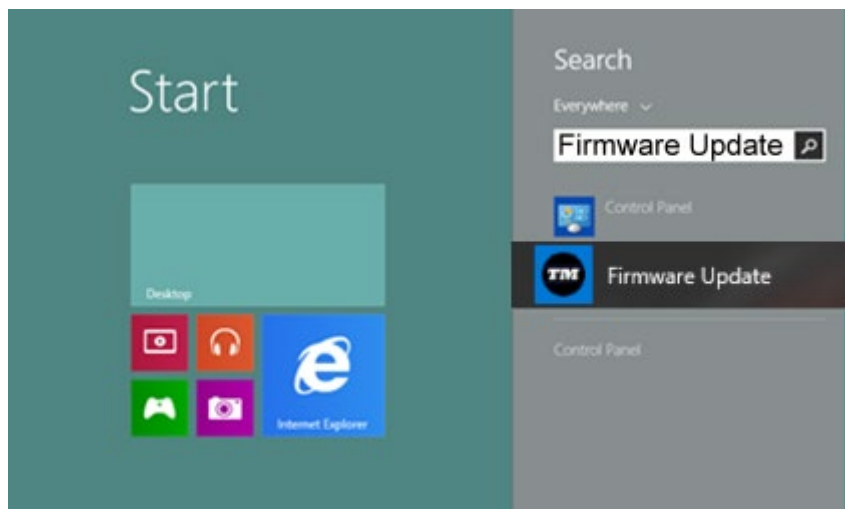 Start
Desktop
Internet Explorer
Search
Everywhere
Firmware Update
Control Panel
TM
Firmware Update
Control Panel